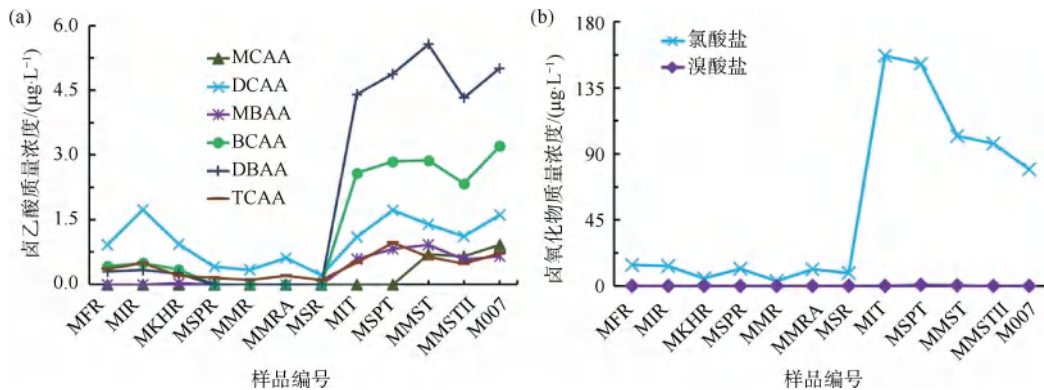 (a)
6.0
4.5
3.0
1.5
0.0
卤乙酸质量浓度/(μg·L⁻¹)
MCAA
DCAA
MBAA
BCAA
DBAA
TCAA
MFR
MIR
MKHR
MSPR
MMR
MMRA
MSR
MIT
MSPT
MMST
MMSTII
M007
样品编号
(b)
180
135
90
45
0
卤氧化物质量浓度/(μg·L⁻¹)
氯酸盐
溴酸盐
MFR
MIR
MKHR
MSPR
MMR
MMRA
MSR
MIT
MSPT
MMST
MMSTII
M007
样品编号